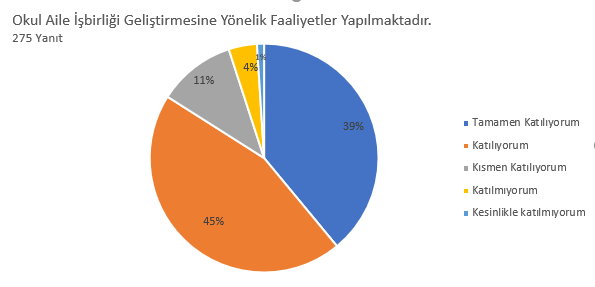 Okul Aile İşbirliği Geliştirmesine Yönelik Faaliyetler Yapılmaktadır.
275 Yanıt
1%
4%
11%
39%
45%
Tamamen Katılıyorum
Katılıyorum
Kısmen Katılıyorum
Katılmıyorum
Kesinlikle katılmıyorum